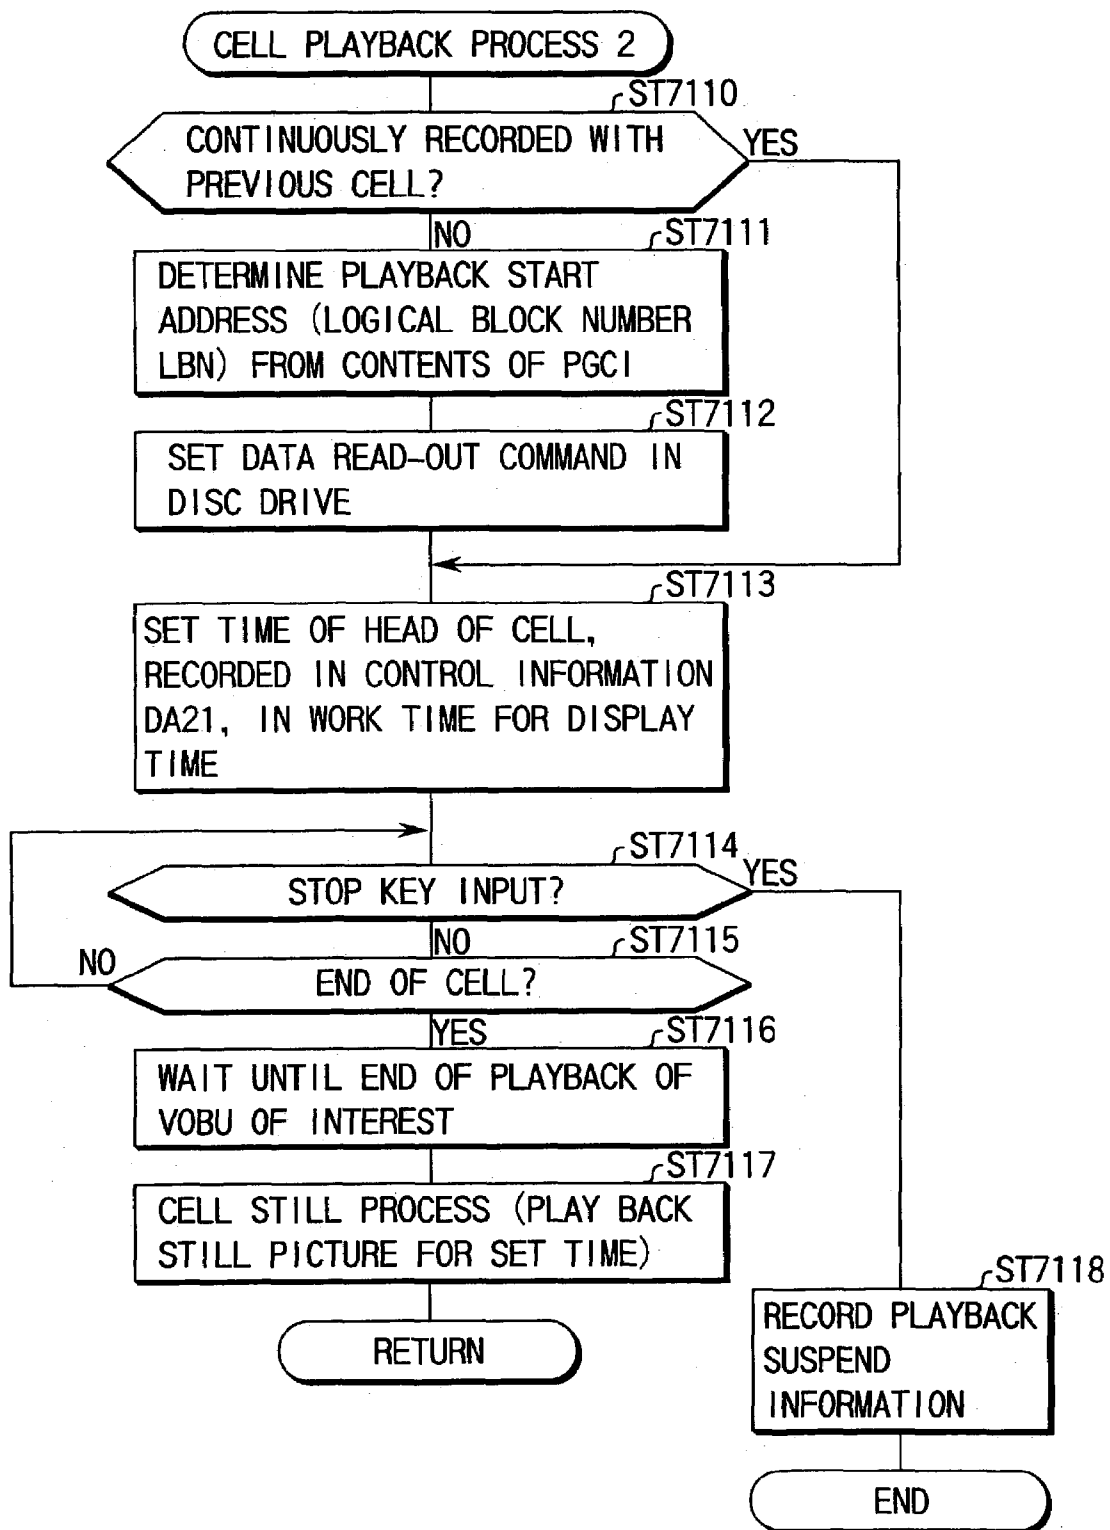 CELL PLAYBACK PROCESS 2
ST7110
CONTINUOUSLY RECORDED WITH
PREVIOUS CELL?
YES
NO
ST7111
DETERMINE PLAYBACK START
ADDRESS (LOGICAL BLOCK NUMBER
LBN) FROM CONTENTS OF PGCI
ST7112
SET DATA READ-OUT COMMAND IN
DISC DRIVE
ST7113
SET TIME OF HEAD OF CELL,
RECORDED IN CONTROL INFORMATION
DA21, IN WORK TIME FOR DISPLAY
TIME
ST7114
STOP KEY INPUT?
YES
NO
ST7115
END OF CELL?
NO
YES
ST7116
WAIT UNTIL END OF PLAYBACK OF
VOBU OF INTEREST
ST7117
CELL STILL PROCESS (PLAY BACK
STILL PICTURE FOR SET TIME)
RETURN
ST7118
RECORD PLAYBACK
SUSPEND
INFORMATION
END